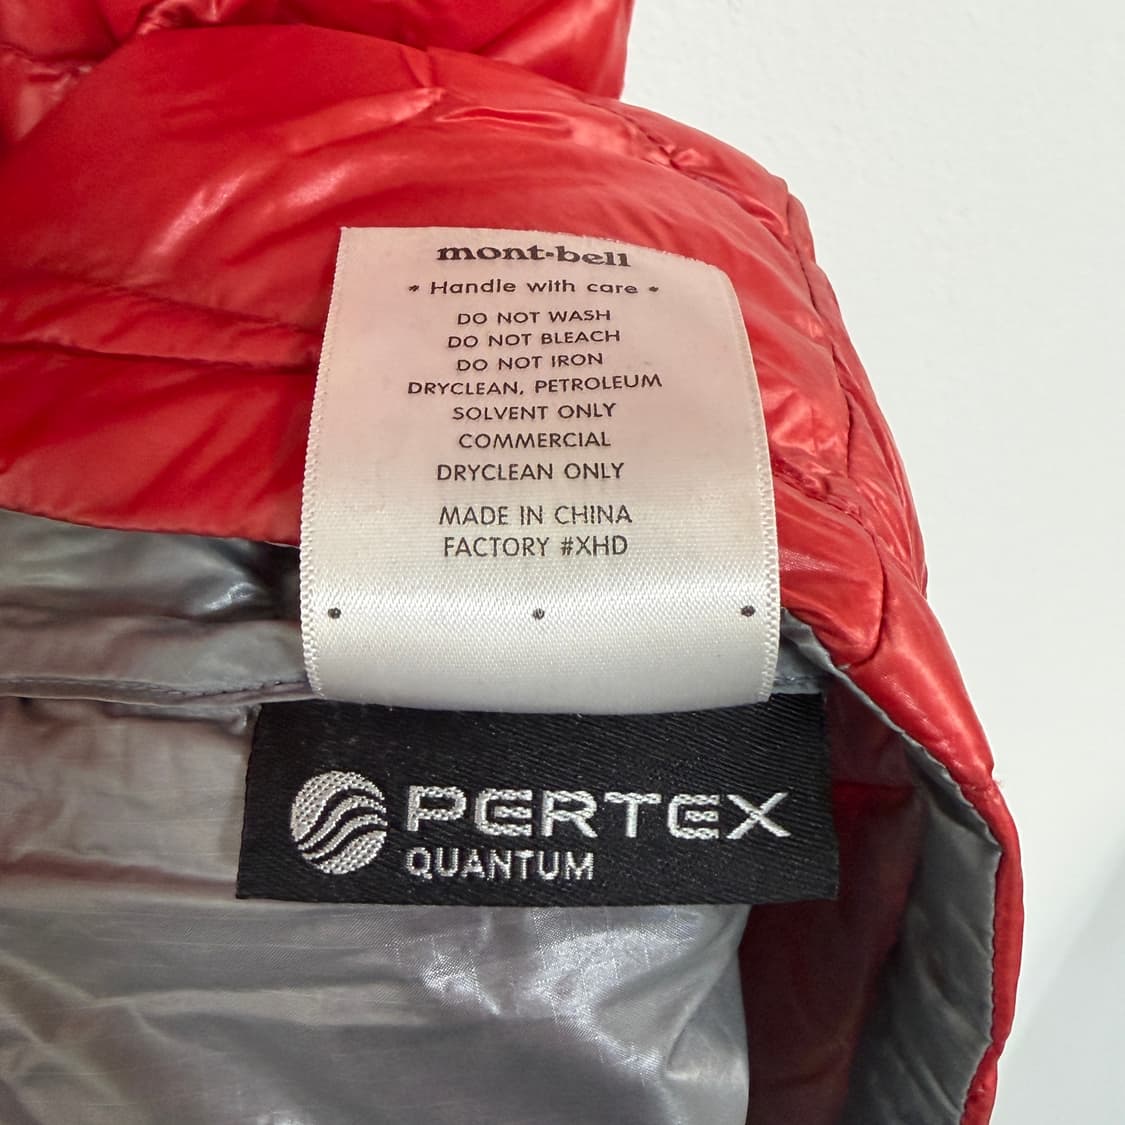 mont-bell
* Handle with care *
DO NOT WASH
DO NOT BLEACH
DO NOT IRON
DRYCLEAN, PETROLEUM
SOLVENT ONLY
COMMERCIAL
DRYCLEAN ONLY
MADE IN CHINA
FACTORY #XHD
PERTEX
QUANTUM